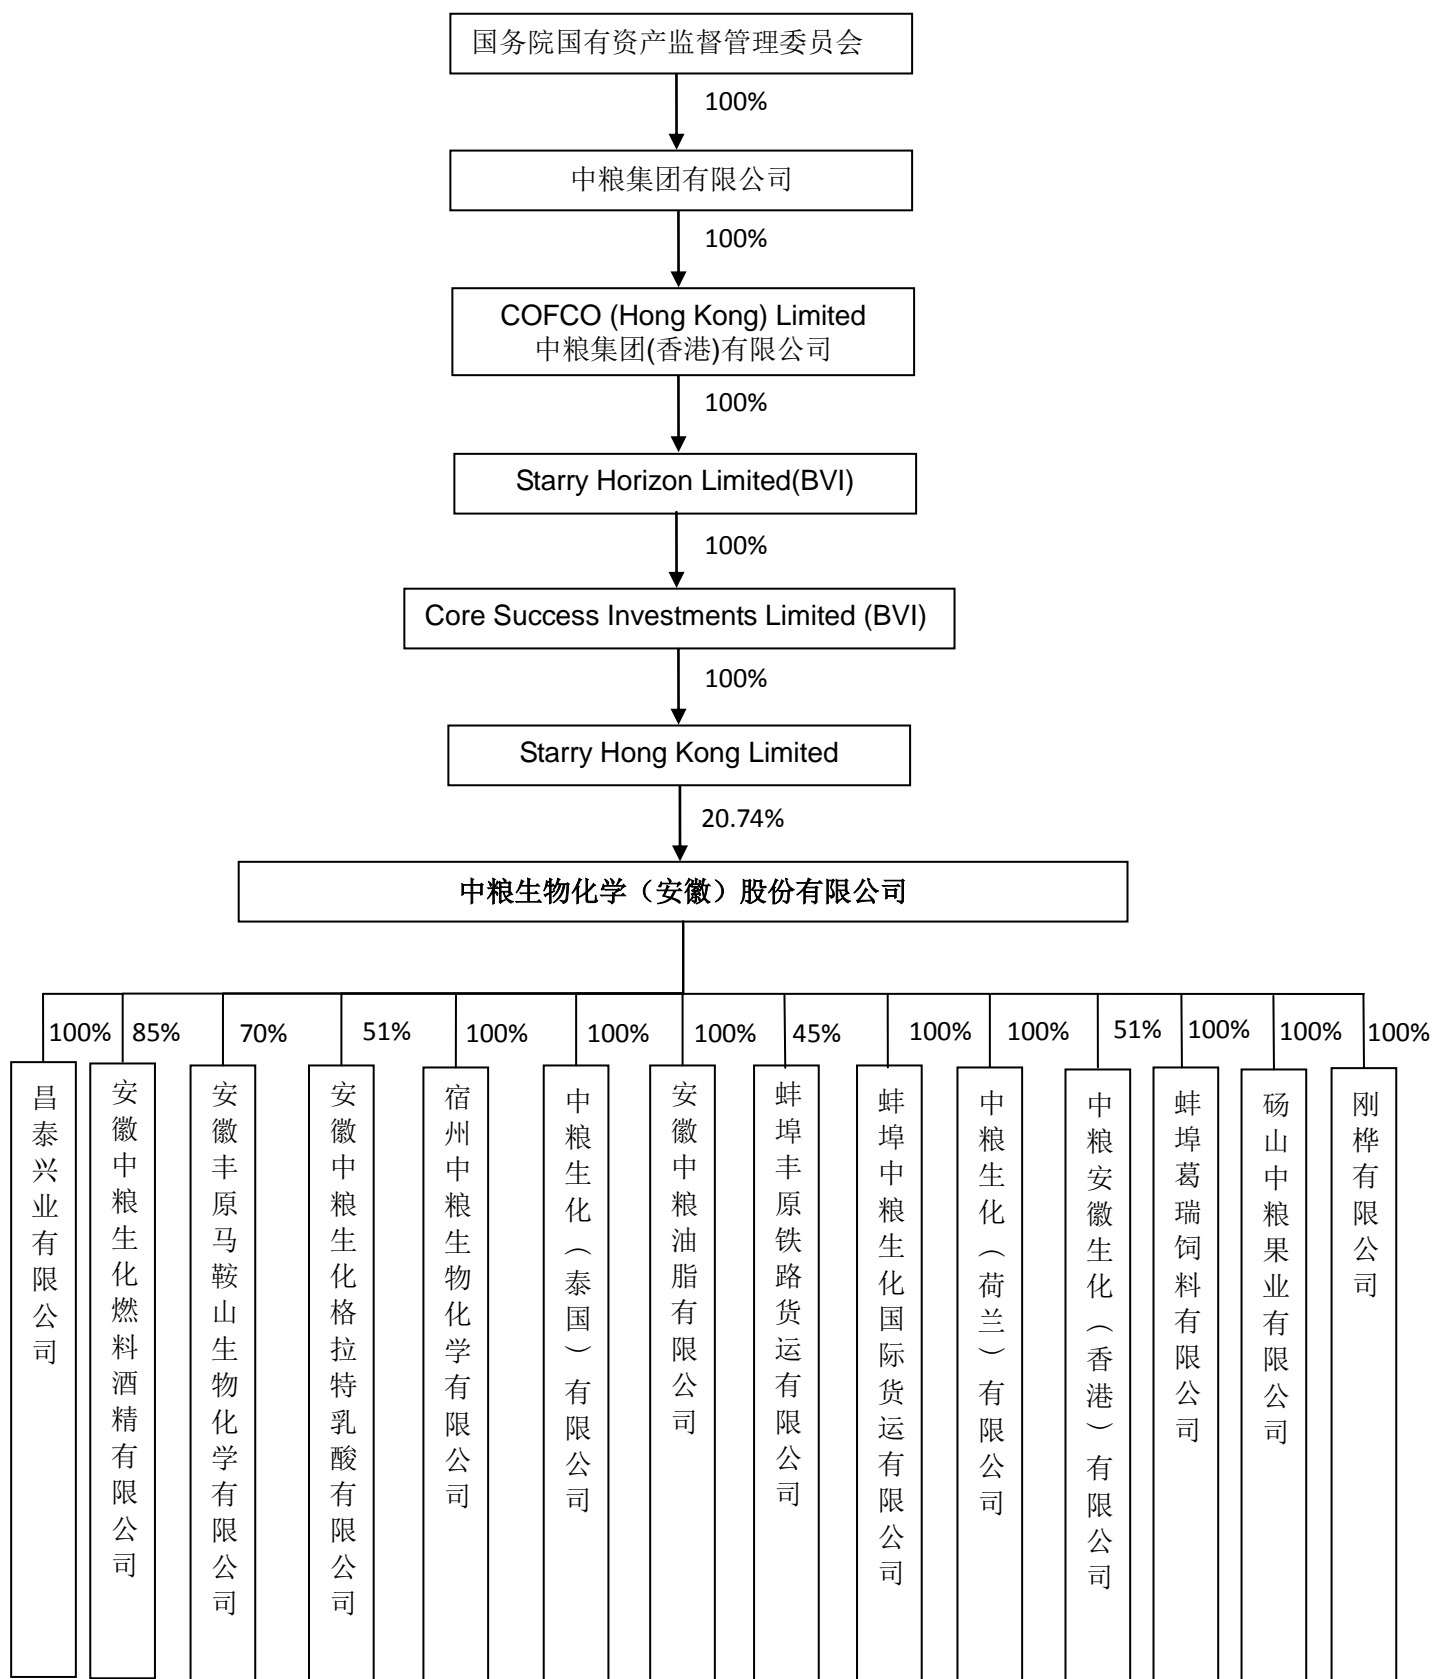 国务院国有资产监督管理委员会
100%
中粮集团有限公司
100%
COFCO (Hong Kong) Limited
中粮集团(香港)有限公司
100%
Starry Horizon Limited(BVI)
100%
Core Success Investments Limited (BVI)
100%
Starry Hong Kong Limited
20.74%
中粮生物化学（安徽）股份有限公司
100%
85%
70%
51%
100%
100%
100%
45%
100%
100%
51%
100%
100%
100%
昌泰兴业有限公司
安徽中粮生化燃料酒精有限公司
安徽丰原马鞍山生物化学有限公司
安徽中粮生化格拉特乳酸有限公司
宿州中粮生物化学有限公司
中粮生化（泰国）有限公司
安徽中粮油脂有限公司
蚌埠丰原铁路货运有限公司
蚌埠中粮生化国际货运有限公司
中粮生化（荷兰）有限公司
中粮安徽生化（香港）有限公司
蚌埠葛瑞饲料有限公司
砀山中粮果业有限公司
刚桦有限公司